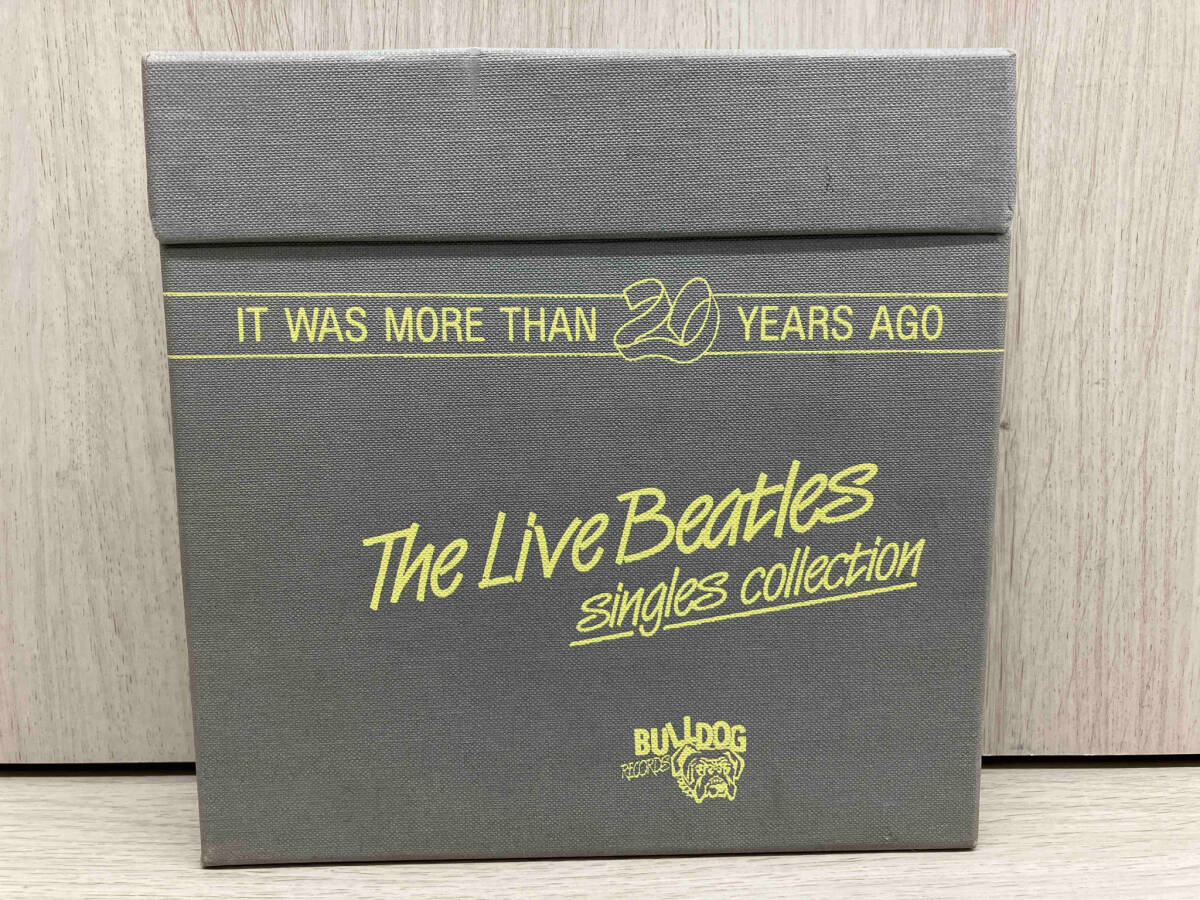 IT WAS MORE THAN 20 YEARS AGO
The Live Beatles
singles collection
BULLDOG
RECORDS